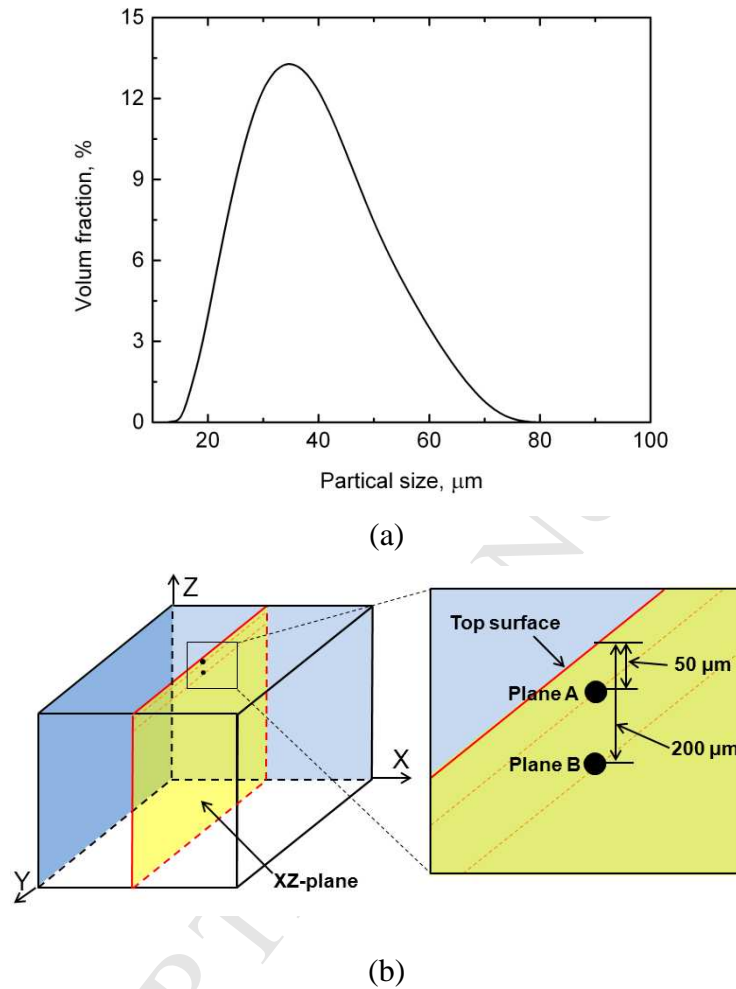 15
12
9
6
3
0
Volum fraction, %
20 40 60 80 100
Partical size, μm
(a)
Z
X
Y
XZ-plane
Top surface
50 μm
Plane A
200 μm
Plane B
(b)